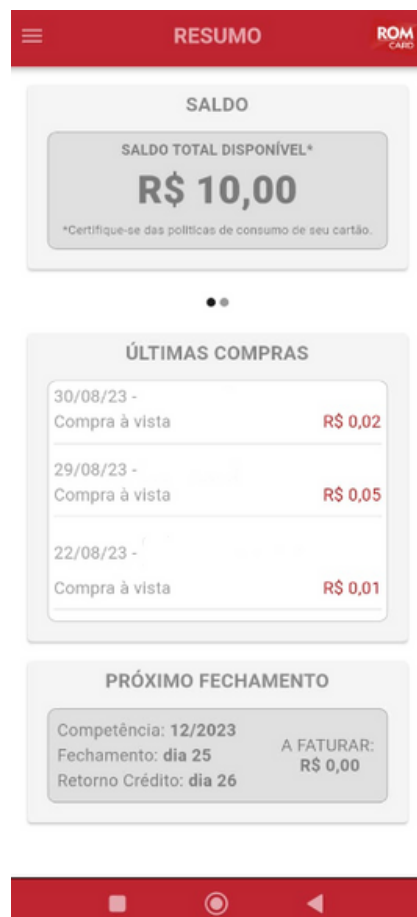 RESUMO
ROM
CARD
SALDO
SALDO TOTAL DISPONÍVEL*
R$ 10,00
*Certifique-se das políticas de consumo de seu cartão.
ÚLTIMAS COMPRAS
30/08/23 -
Compra à vista R$ 0,02
29/08/23 -
Compra à vista R$ 0,05
22/08/23 -
Compra à vista R$ 0,01
PRÓXIMO FECHAMENTO
Competência: 12/2023
Fechamento: dia 25
Retorno Crédito: dia 26
A FATURAR:
R$ 0,00